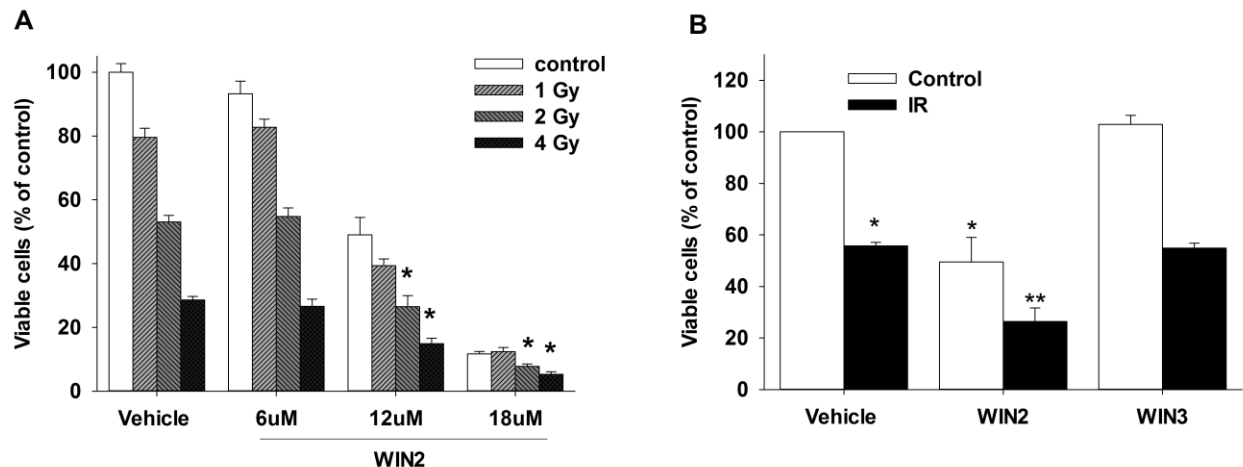 A
Viable cells (% of control)
100
80
60
40
20
0
control
1 Gy
2 Gy
4 Gy
*
*
*
*
Vehicle
6uM
12uM
18uM
WIN2
B
Viable cells (% of control)
120
100
80
60
40
20
0
Control
IR
*
*
**
Vehicle
WIN2
WIN3